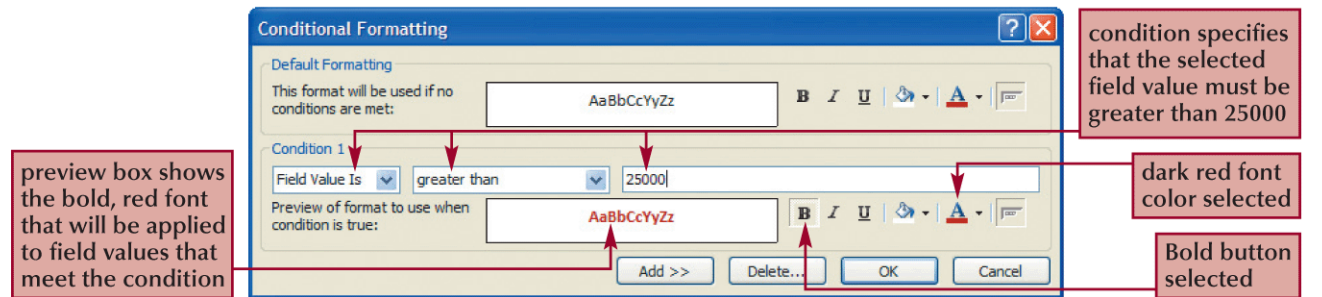 Conditional Formatting
Default Formatting
This format will be used if no
conditions are met:
AaBbCcYyZz
B I U A
Condition 1
Field Value Is
greater than
25000
Preview of format to use when
condition is true:
AaBbCcYyZz
B I U A
Add >>
Delete...
OK
Cancel
condition specifies
that the selected
field value must be
greater than 25000
preview box shows
the bold, red font
that will be applied
to field values that
meet the condition
dark red font
color selected
Bold button
selected